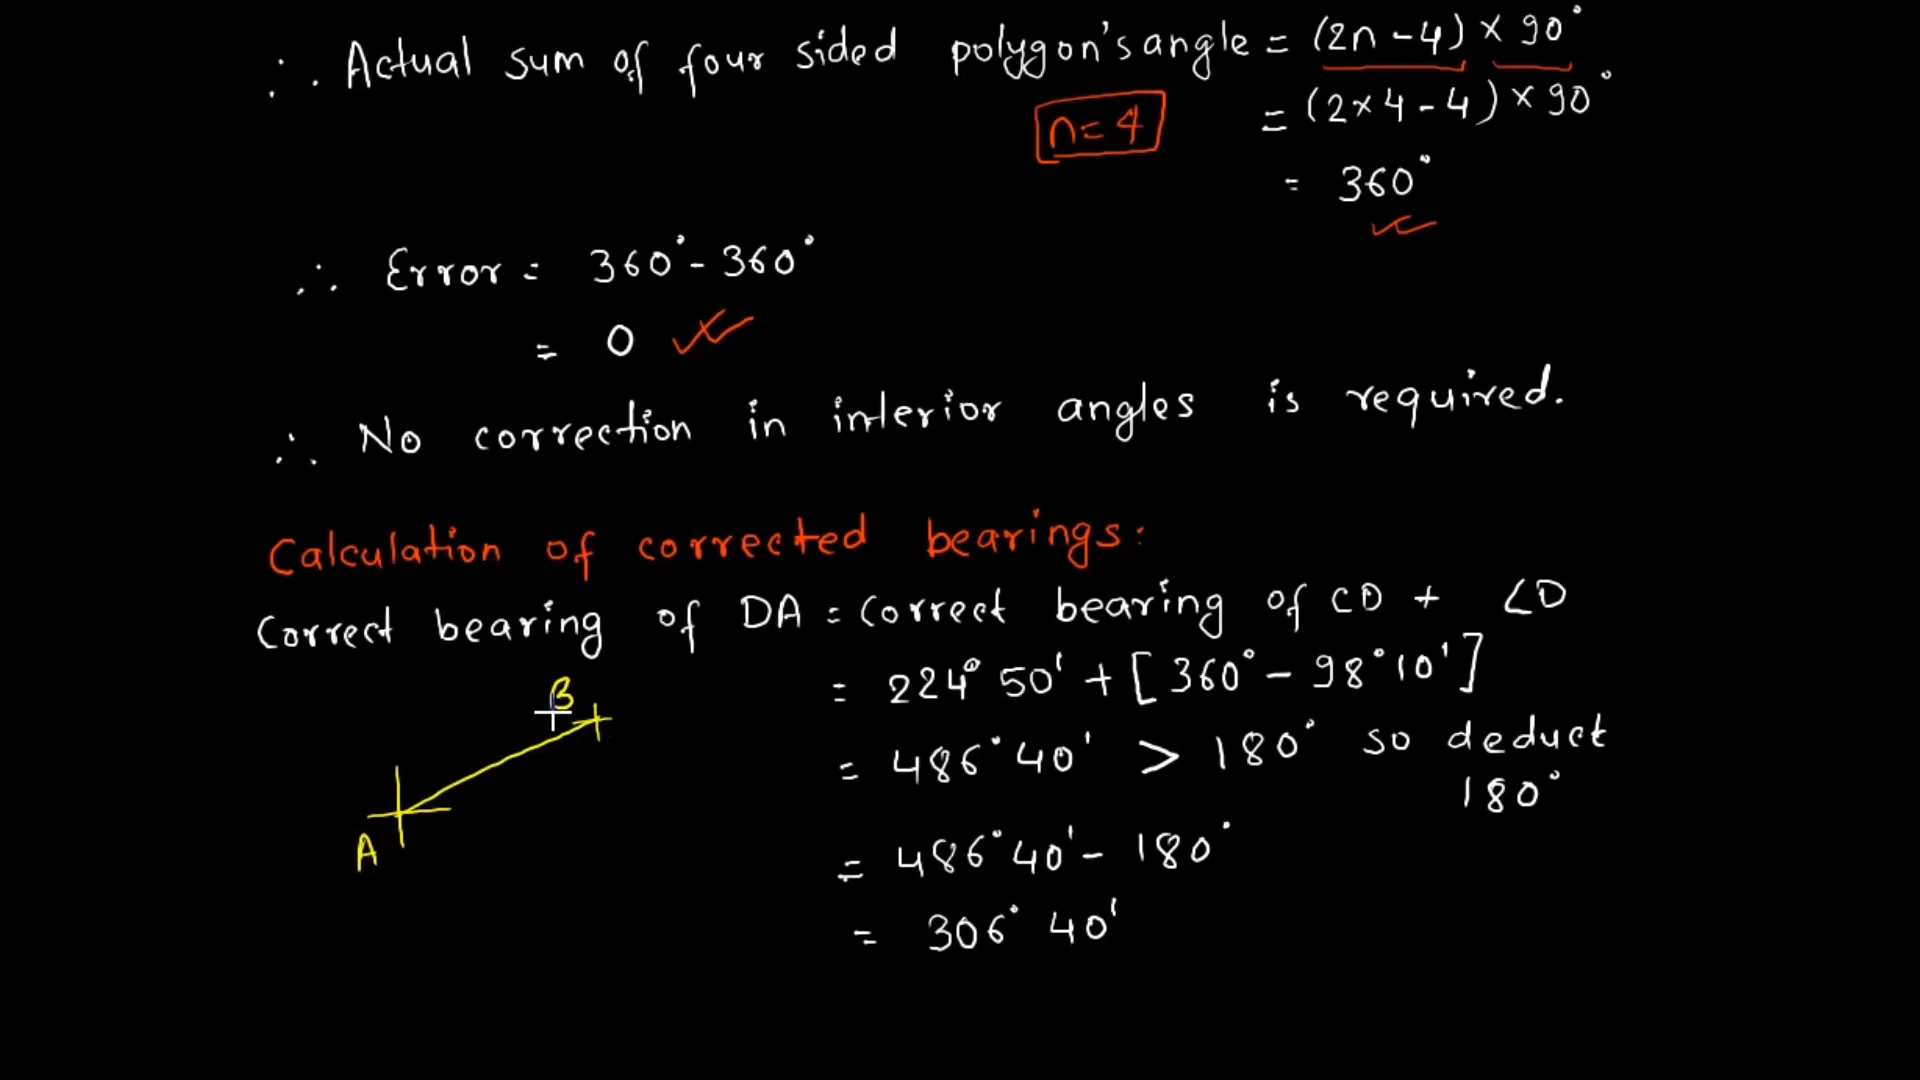 ∴ Actual sum of four sided polygon's angle = (2n - 4) × 90°
n = 4
= (2 × 4 - 4) × 90°
= 360°
∴ Error = 360° - 360°
= 0
∴ No correction in interior angles is required.
Calculation of corrected bearings:
Correct bearing of DA = Correct bearing of CD + ∠D
= 224° 50' + [360° - 98° 10']
= 486° 40' > 180° so deduct
180°
= 486° 40' - 180°
= 306° 40'
B
A